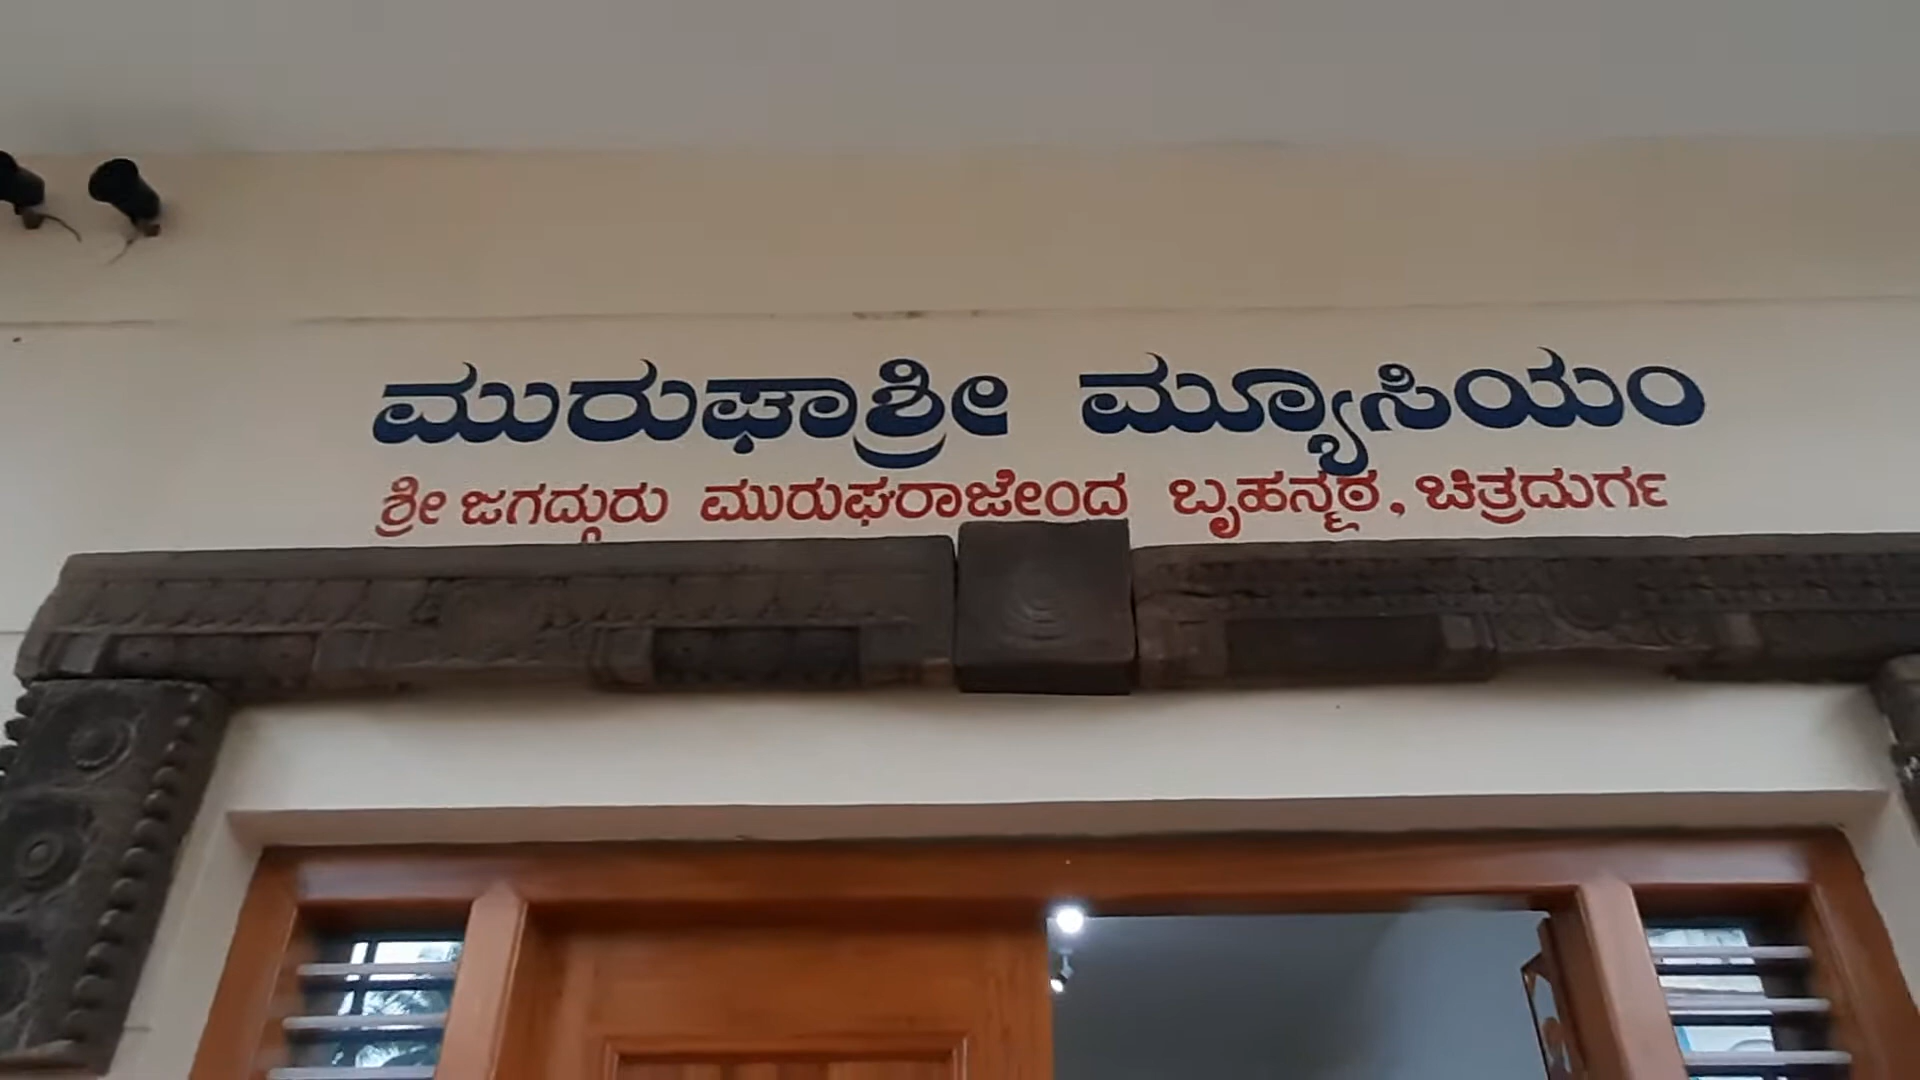 ಮುರುಘಾಶ್ರೀ ಮ್ಯೂಸಿಯಂ
ಶ್ರೀ ಜಗದ್ಗುರು ಮುರುಘರಾಜೇಂದ ಬೃಹನ್ಮಠ, ಚಿತ್ರದುರ್ಗ